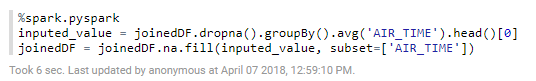 %spark.pyspark
inputed_value = joinedDF.dropna().groupBy().avg('AIR_TIME').head()[0]
joinedDF = joinedDF.na.fill(inputed_value, subset=['AIR_TIME'])
Took 6 sec. Last updated by anonymous at April 07 2018, 12:59:10 PM.